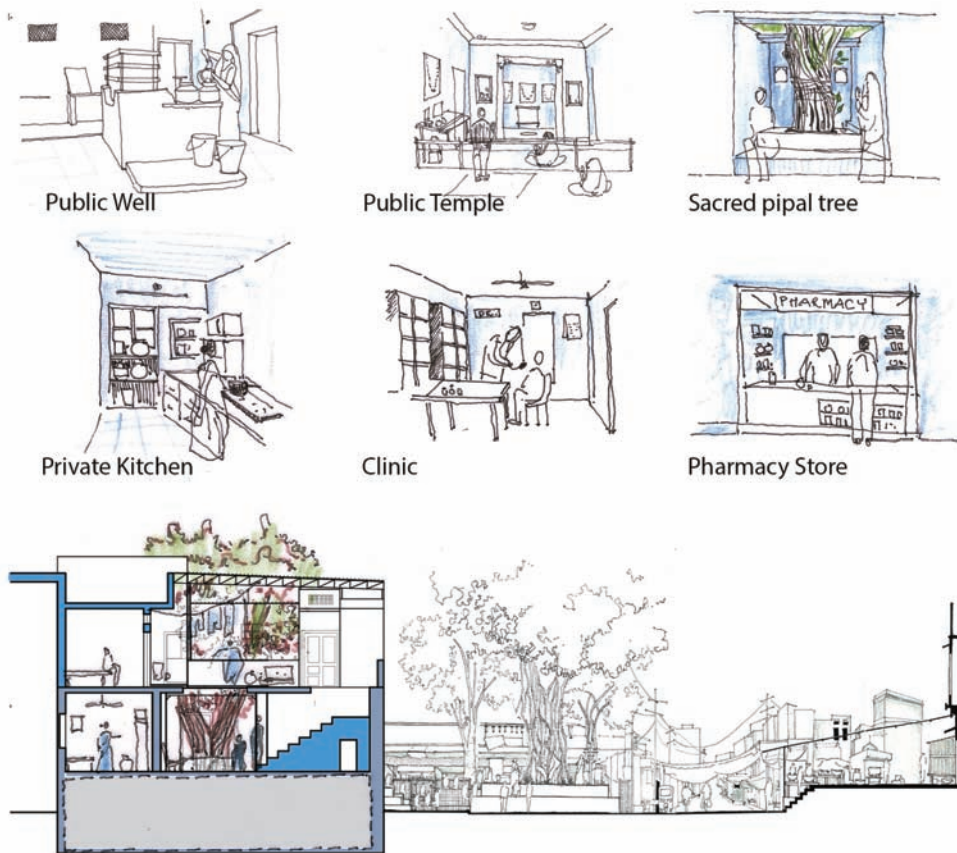 Public Well
Public Temple
Sacred pipal tree
PHARMACY
Private Kitchen
Clinic
Pharmacy Store